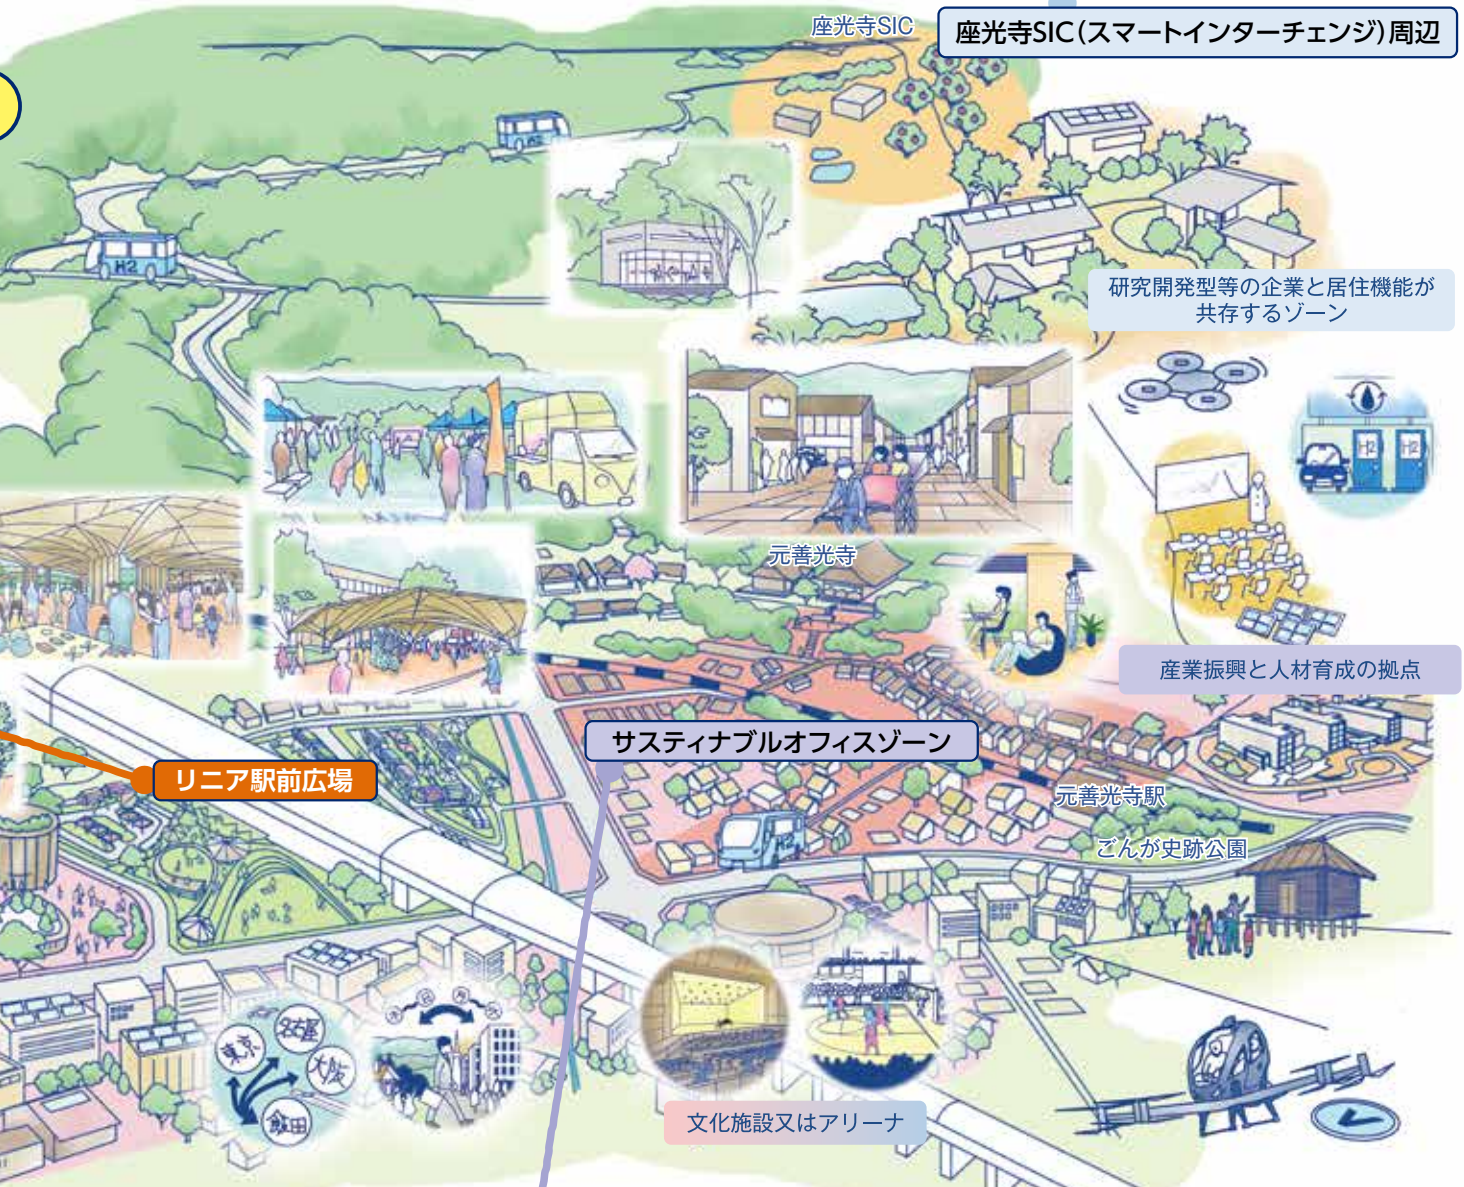 座光寺SIC
座光寺SIC(スマートインターチェンジ)周辺
H2
H2
研究開発型等の企業と居住機能が
共存するゾーン
H2
H2
元善光寺
産業振興と人材育成の拠点
サスティナブルオフィスゾーン
リニア駅前広場
元善光寺駅
H2
ごんが史跡公園
名古屋
東京
大阪
飯田
文化施設又はアリーナ